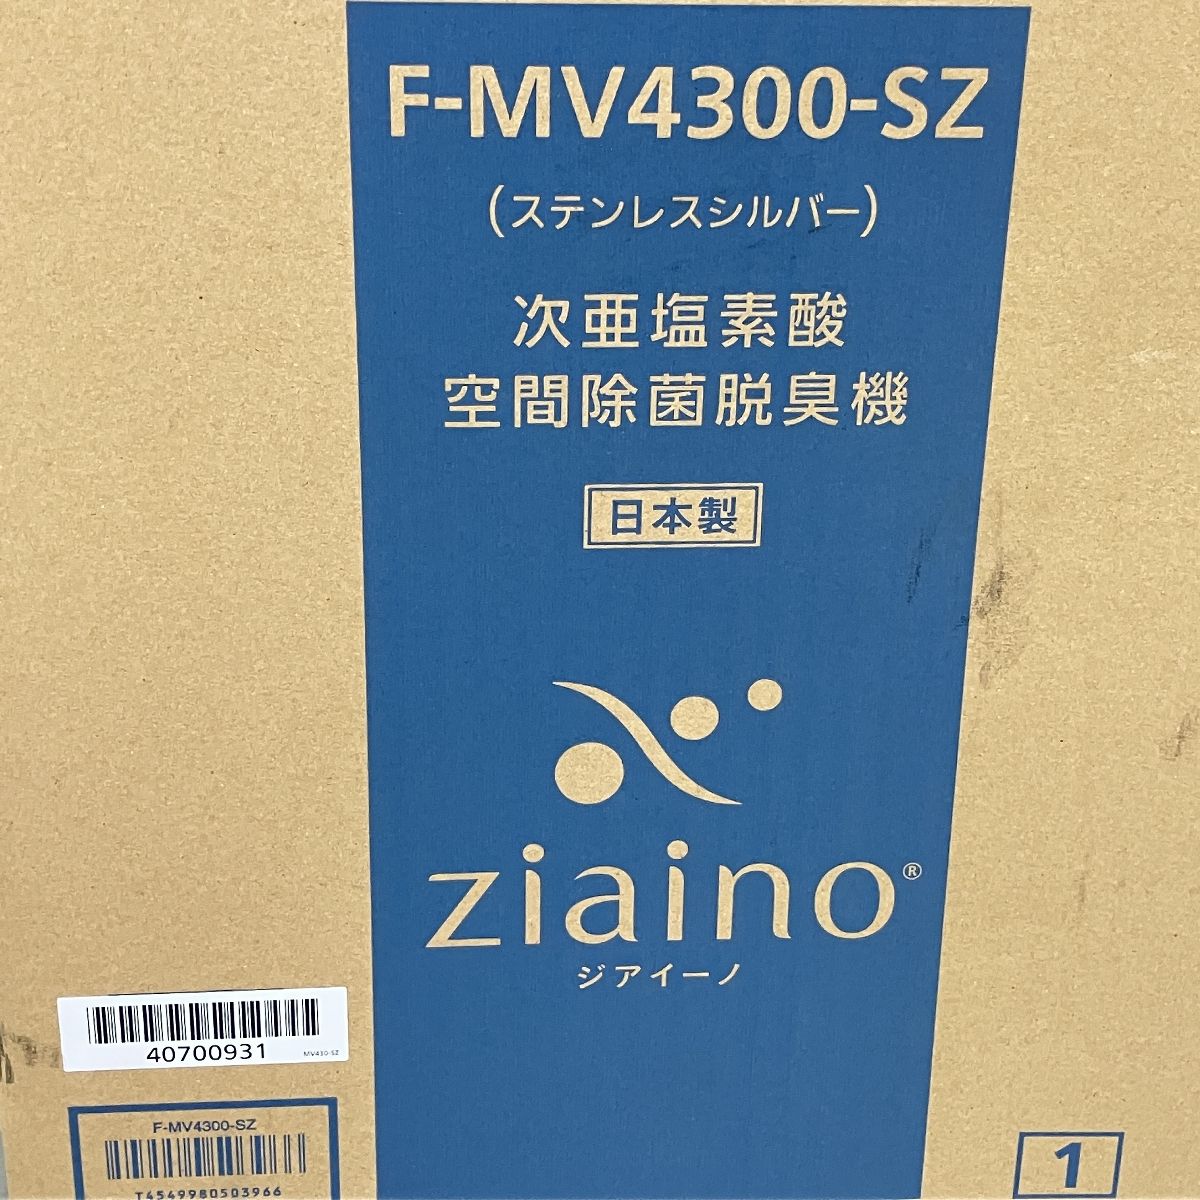 F-MV4300-SZ
(ステンレスシルバー)
次亜塩素酸
空間除菌脱臭機
日本製
ziaino®
ジアイーノ
40700931
MV430-SZ
F-MV4300-SZ
T4549980503966
1